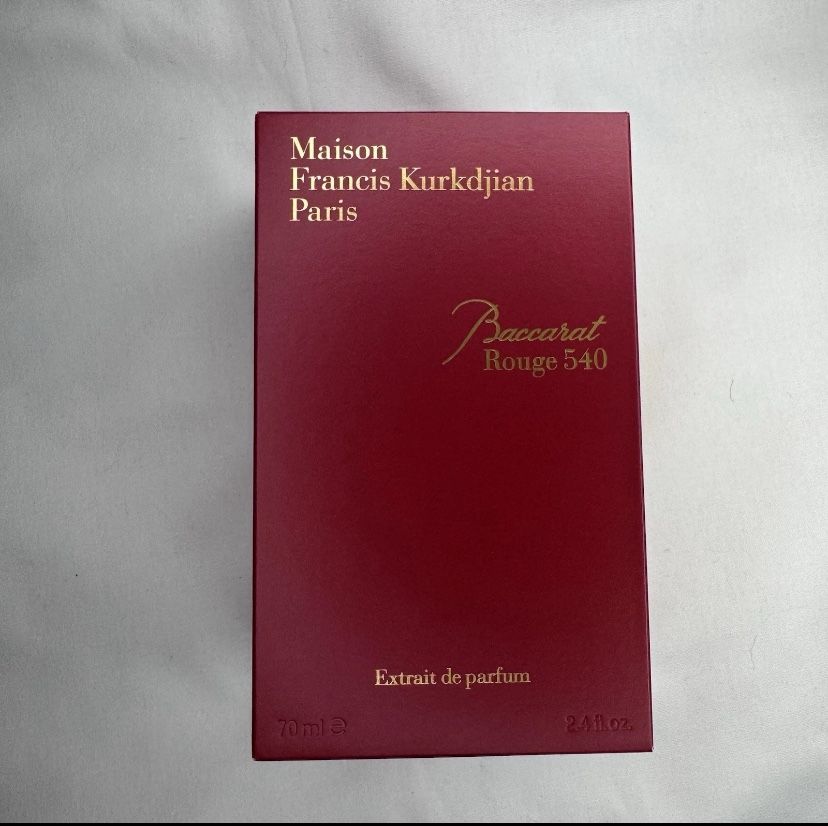 Maison
Francis Kurkdjian
Paris
Baccarat
Rouge 540
Extrait de parfum
70 ml ℮ 2.4 fl.oz.